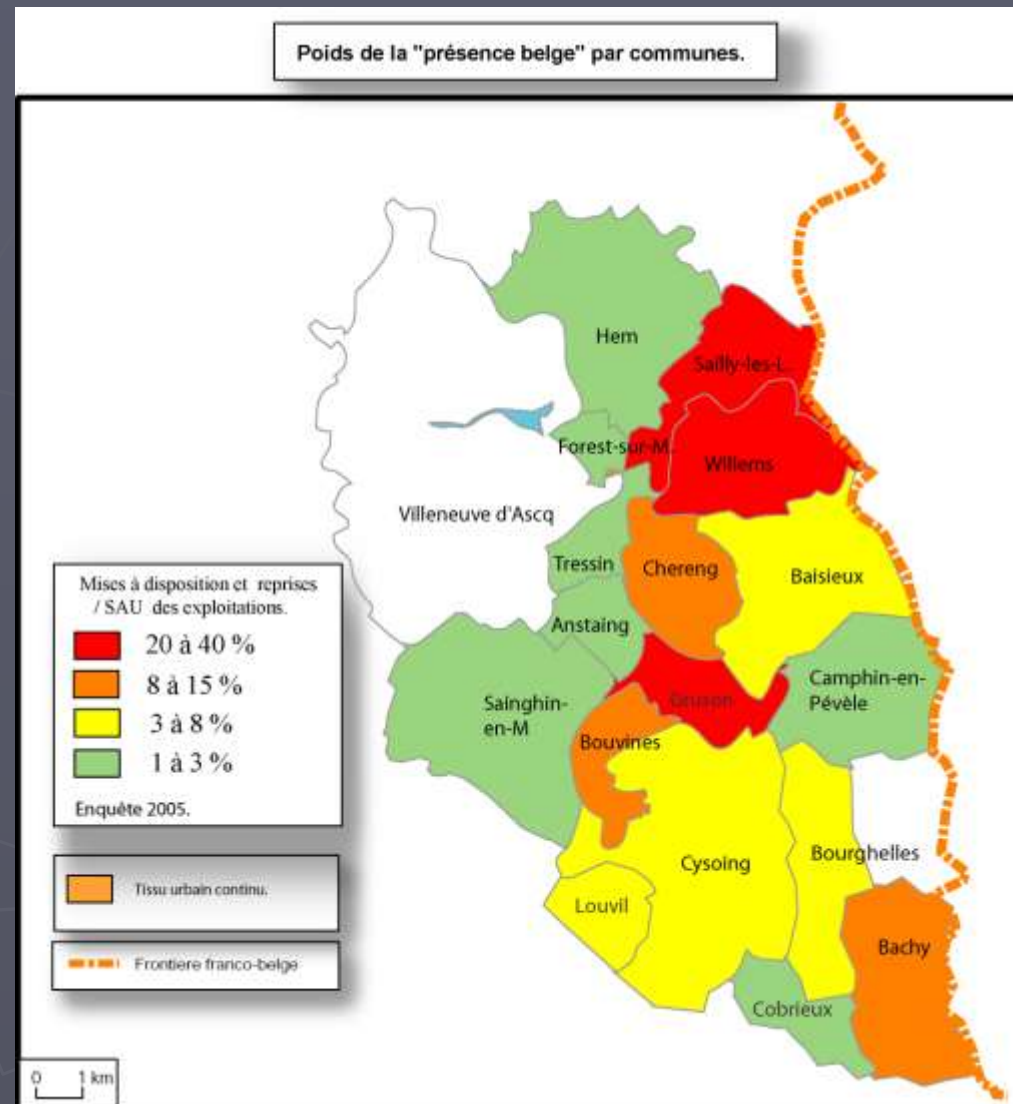 Poids de la "présence belge" par communes.
Hem
Sailly-les-L.
Forest-sur-M.
Willems
Villeneuve d'Ascq
Tressin
Chereng
Baisieux
Anstaing
Camphin-en-
Pévèle
Gruson
Sainghin-
en-M
Bouvines
Cysoing
Bourghelles
Louvil
Bachy
Cobrieux
Mises à disposition et reprises
/ SAU des exploitations.
20 à 40 %
8 à 15 %
3 à 8 %
1 à 3 %
Enquête 2005.
Tissu urbain continu.
Frontiere franco-belge
0 1 km